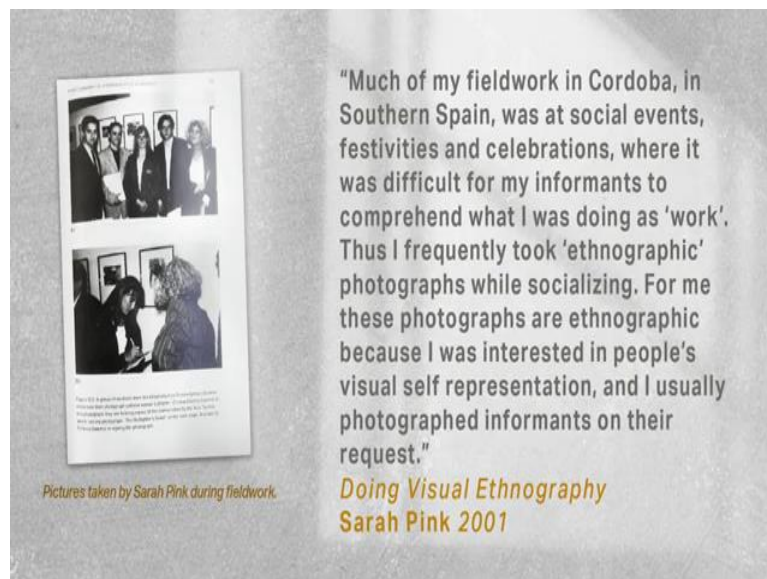 Pictures taken by Sarah Pink during fieldwork.
“Much of my fieldwork in Cordoba, in
Southern Spain, was at social events,
festivities and celebrations, where it
was difficult for my informants to
comprehend what I was doing as ‘work’.
Thus I frequently took ‘ethnographic’
photographs while socializing. For me
these photographs are ethnographic
because I was interested in people’s
visual self representation, and I usually
photographed informants on their
request.”
Doing Visual Ethnography
Sarah Pink 2001